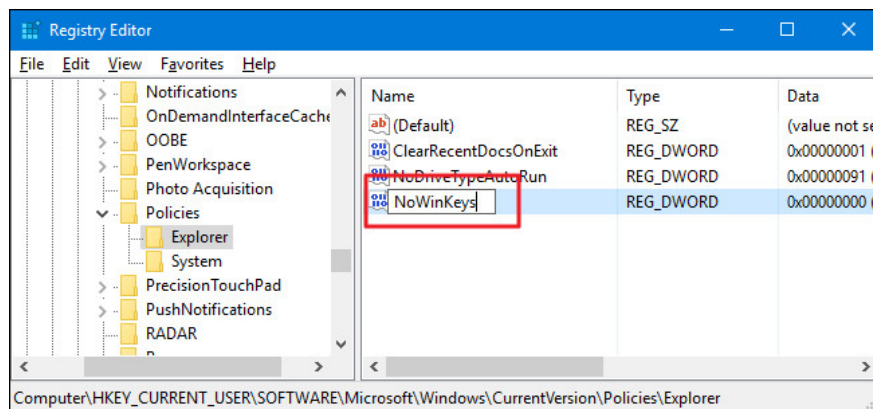 Registry Editor
File Edit View Favorites Help
Notifications
OnDemandInterfaceCache
OOBE
PenWorkspace
Photo Acquisition
Policies
Explorer
System
PrecisionTouchPad
PushNotifications
RADAR
Name Type Data
ab (Default) REG_SZ (value not se
ClearRecentDocsOnExit REG_DWORD 0x00000001 (
NoDriveTypeAutoRun REG_DWORD 0x00000091 (
NoWinKeys REG_DWORD 0x00000000 (
Computer\HKEY_CURRENT_USER\SOFTWARE\Microsoft\Windows\CurrentVersion\Policies\Explorer